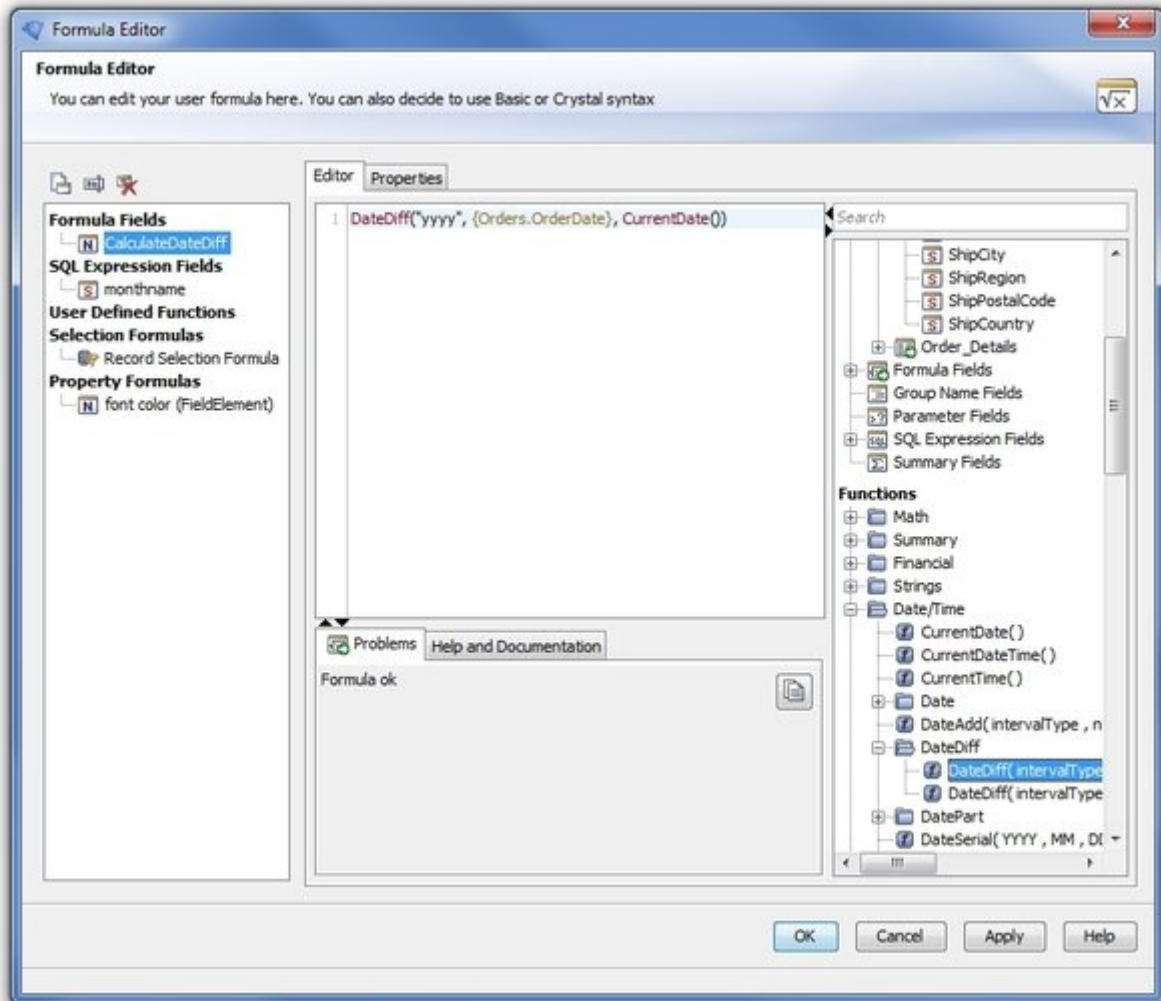 Formula Editor
Formula Editor
You can edit your user formula here. You can also decide to use Basic or Crystal syntax
Formula Fields
CalculateDateDiff
SQL Expression Fields
monthname
User Defined Functions
Selection Formulas
Record Selection Formula
Property Formulas
font color (FieldElement)
Editor Properties
1 DateDiff("yyyy", {Orders.OrderDate}, CurrentDate())
Problems Help and Documentation
Formula ok
Search
ShipCity
ShipRegion
ShipPostalCode
ShipCountry
Order_Details
Formula Fields
Group Name Fields
Parameter Fields
SQL Expression Fields
Summary Fields
Functions
Math
Summary
Financial
Strings
Date/Time
CurrentDate()
CurrentDateTime()
CurrentTime()
Date
DateAdd( intervalType , n
DateDiff
DateDiff( intervalType
DateDiff( intervalType
DatePart
DateSerial( YYYY , MM , DD
OK Cancel Apply Help